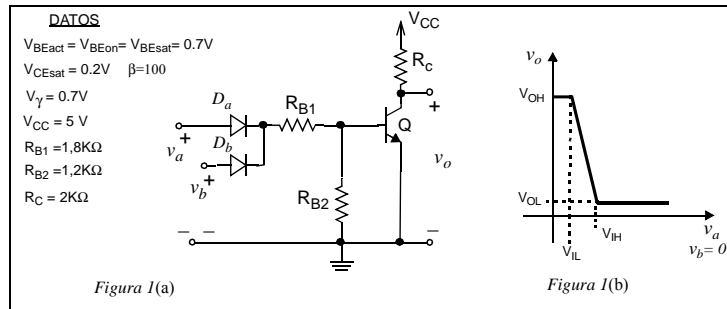 DATOS
V_BEact = V_BEon = V_BEsat = 0.7V
V_CEsat = 0.2V β=100
V_γ = 0.7V
V_CC = 5 V
R_B1 =1,8KΩ
R_B2 =1,2KΩ
R_C = 2KΩ
V_CC
R_c
D_a
R_B1
+
Q
+
v_a
D_b
+
v_b
R_B2
v_o
– – –
Figura 1(a)
v_o
V_OH
V_OL
V_IL
V_IH
v_a
v_b= 0
Figura 1(b)